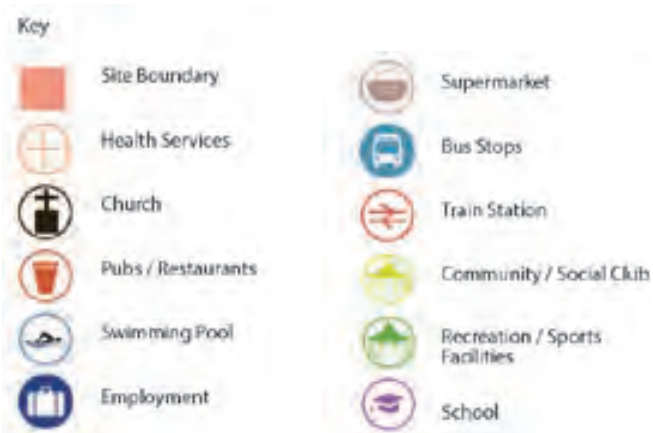 Key
Site Boundary
Health Services
Church
Pubs / Restaurants
Swimming Pool
Employment
Supermarket
Bus Stops
Train Station
Community / Social Club
Recreation / Sports
Facilities
School